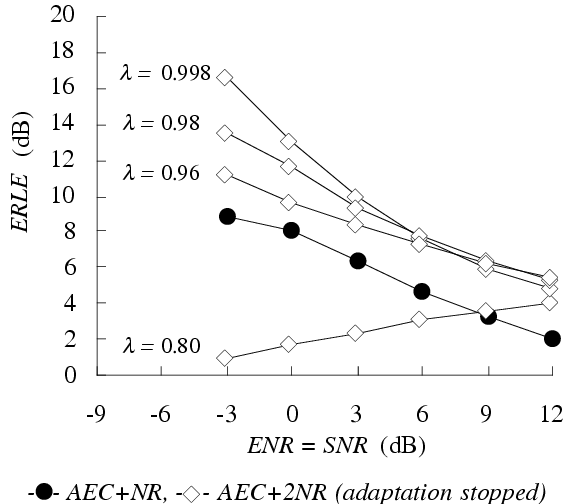 20
18
16
14
12
10
8
6
4
2
0
ERLE (dB)
λ = 0.998
λ = 0.98
λ = 0.96
λ = 0.80
-9 -6 -3 0 3 6 9 12
ENR = SNR (dB)
-●- AEC+NR, -◇- AEC+2NR (adaptation stopped)